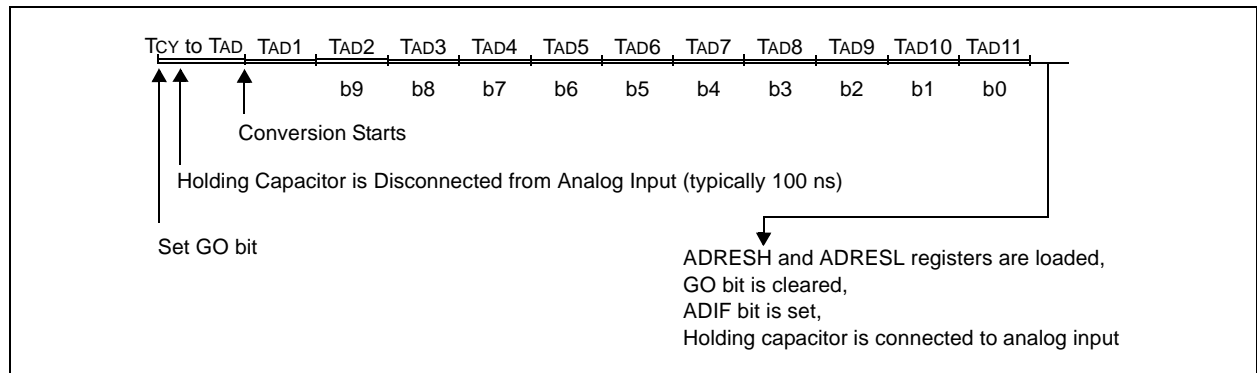 TCY to TAD TAD1 TAD2 TAD3 TAD4 TAD5 TAD6 TAD7 TAD8 TAD9 TAD10 TAD11
b9 b8 b7 b6 b5 b4 b3 b2 b1 b0
Conversion Starts
Holding Capacitor is Disconnected from Analog Input (typically 100 ns)
Set GO bit
ADRESH and ADRESL registers are loaded,
GO bit is cleared,
ADIF bit is set,
Holding capacitor is connected to analog input